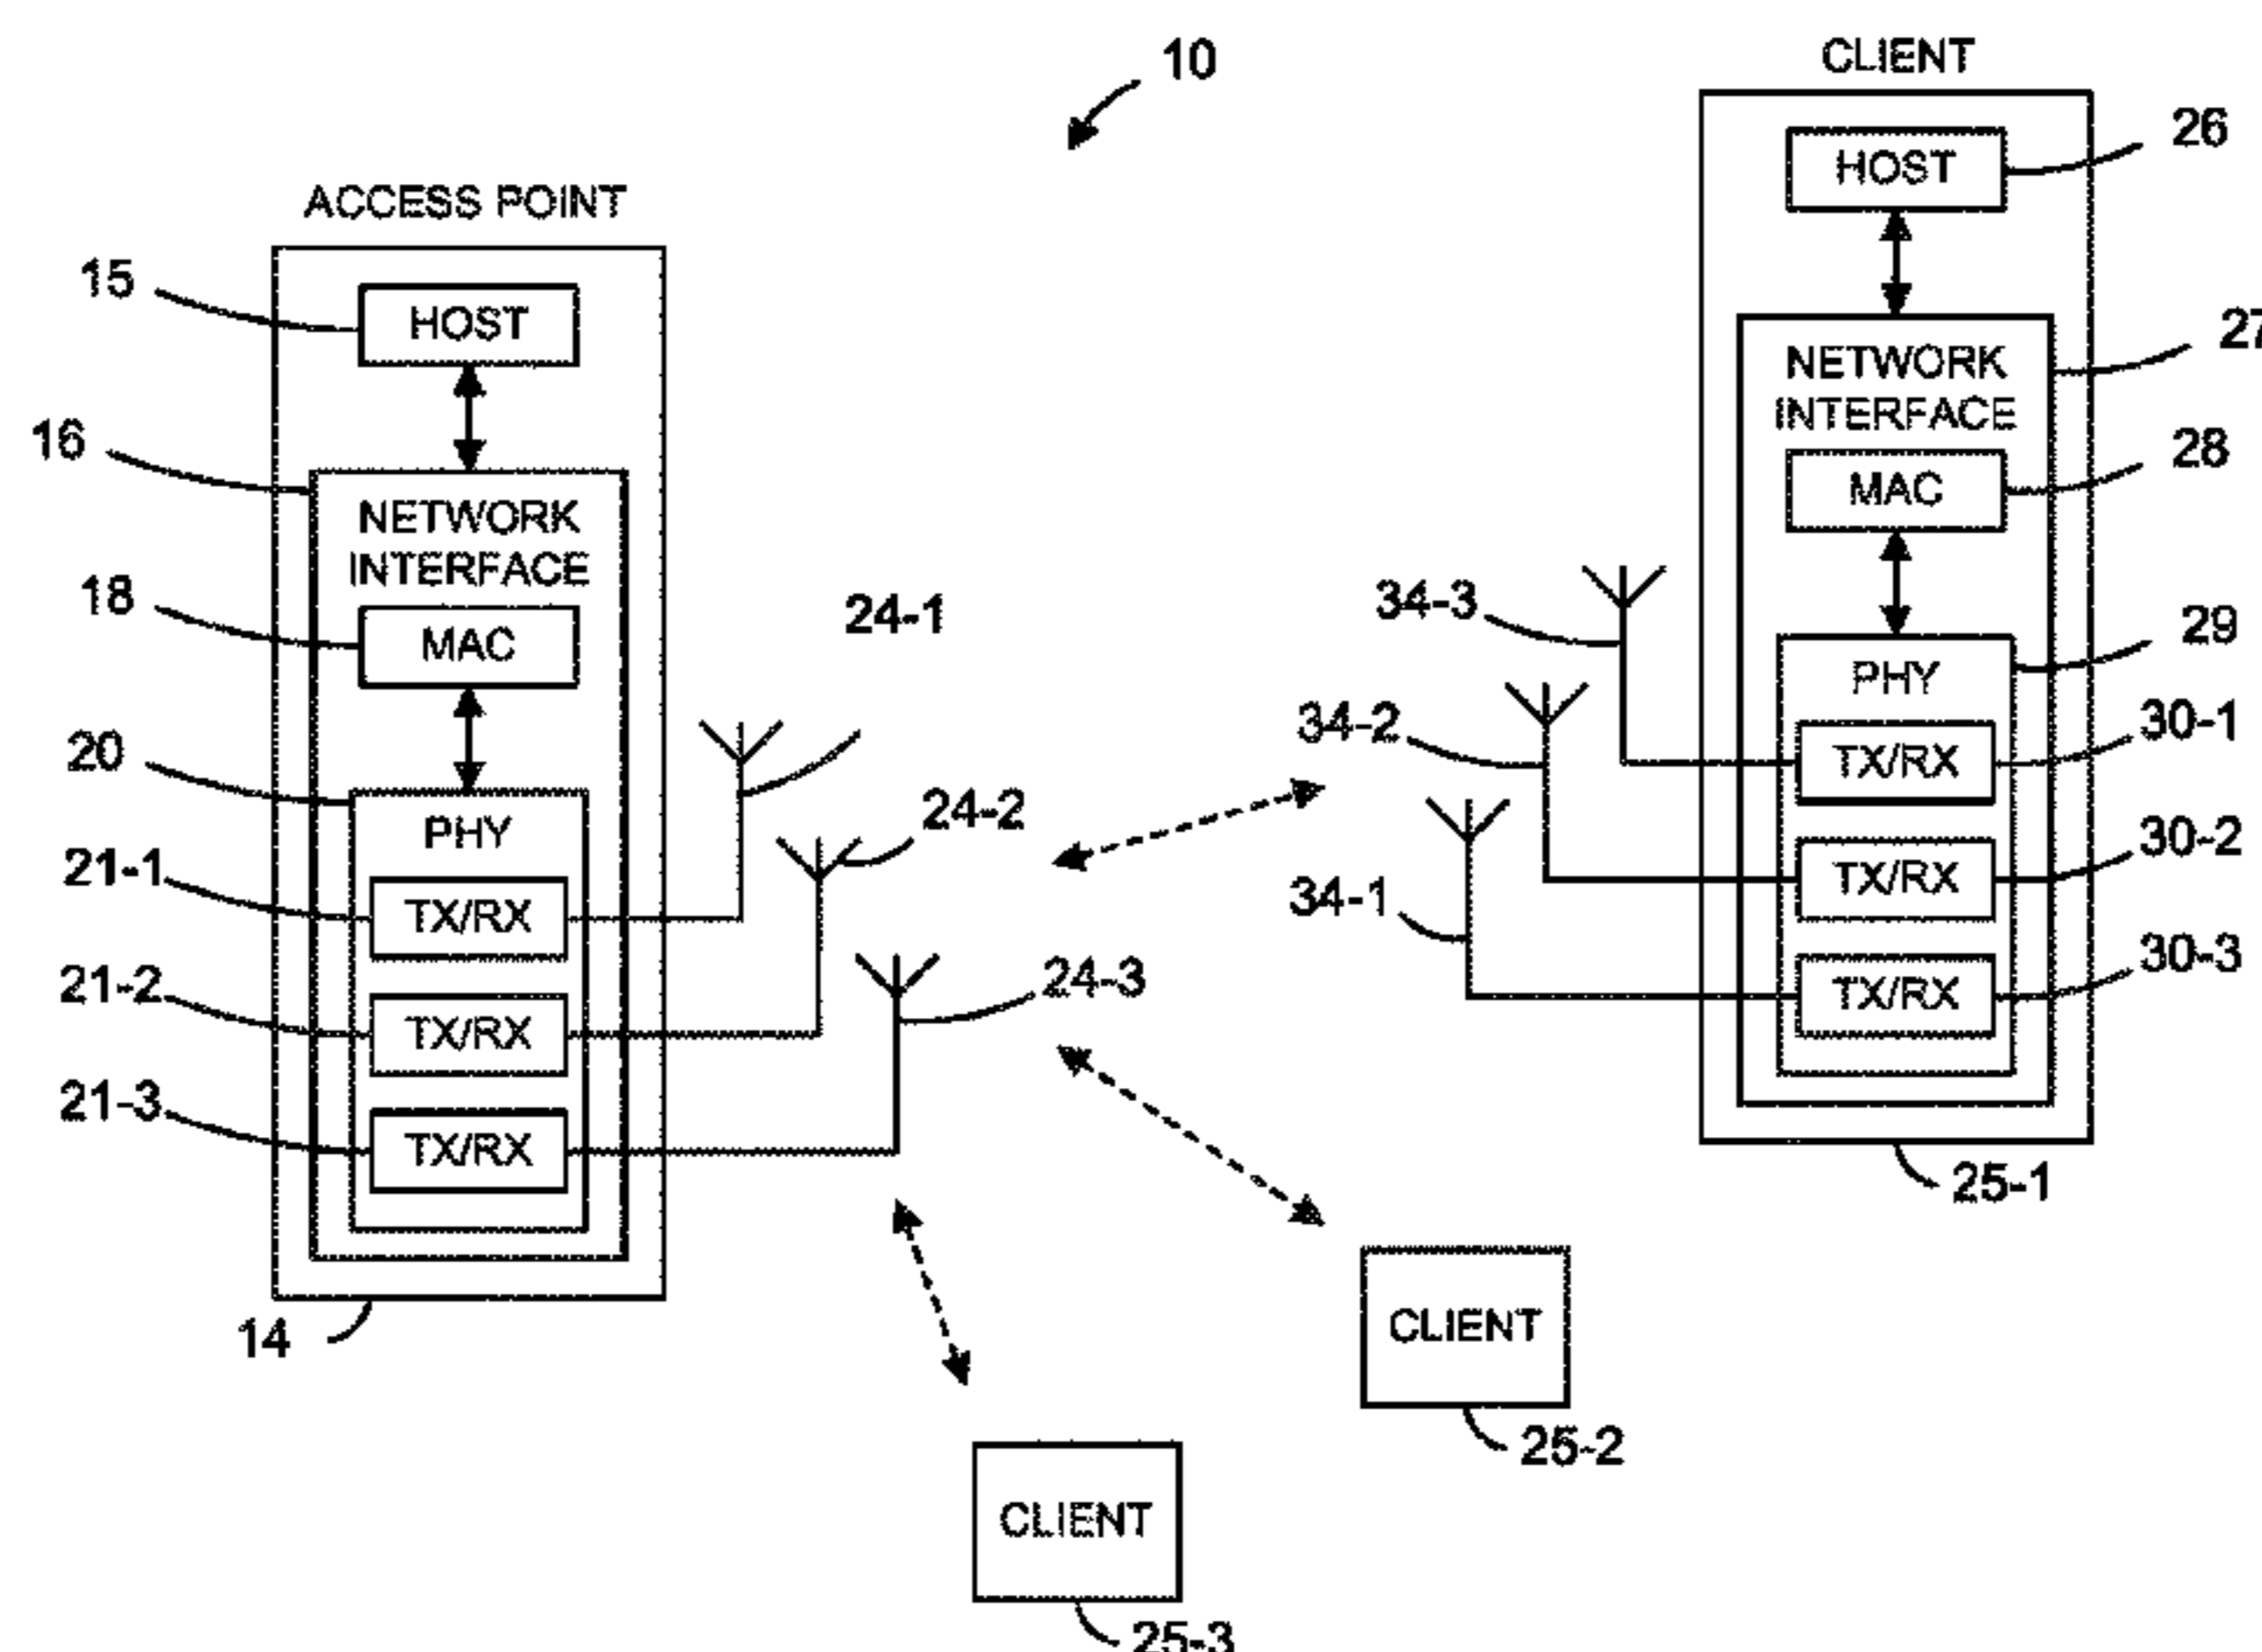 10
ACCESS POINT
15
HOST
16
NETWORK
INTERFACE
18
MAC
20
PHY
21-1
TX/RX
21-2
TX/RX
21-3
TX/RX
14
24-1
24-2
24-3
CLIENT
26
HOST
27
NETWORK
INTERFACE
28
MAC
29
PHY
34-3
30-1
TX/RX
34-2
30-2
TX/RX
34-1
30-3
TX/RX
25-1
CLIENT
25-2
CLIENT
25-3